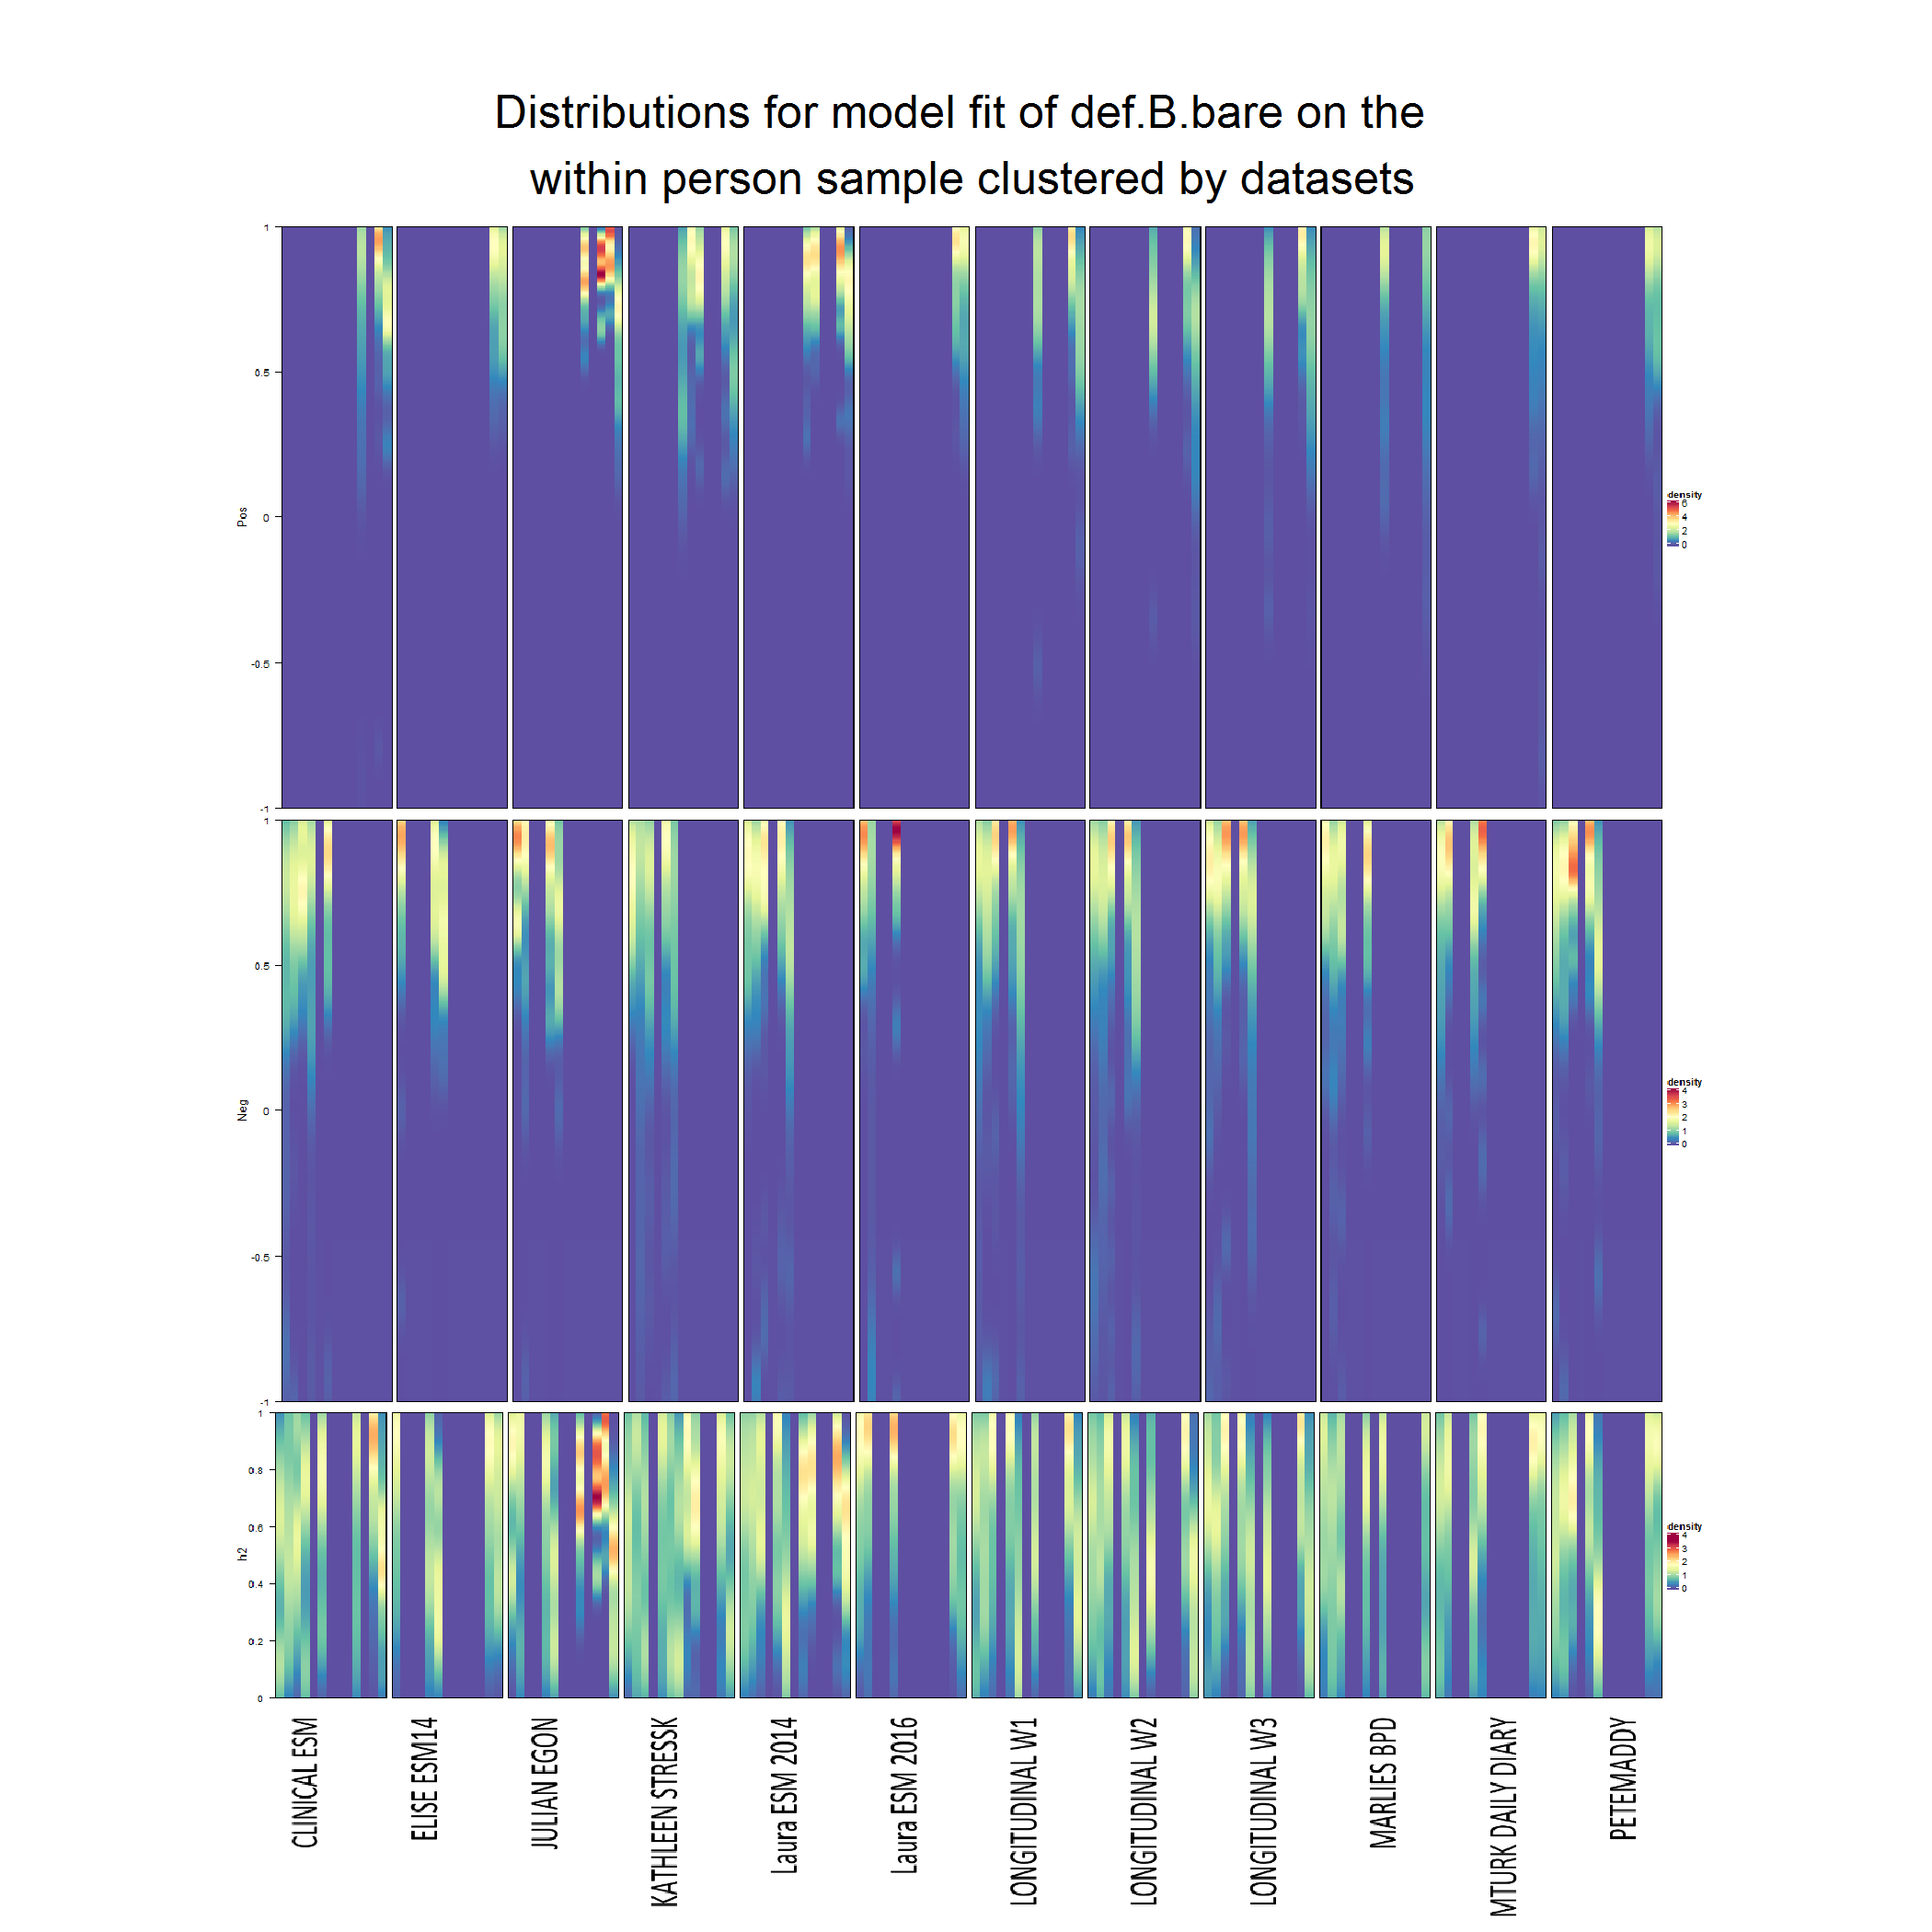 Distributions for model fit of def.B.bare on the
within person sample clustered by datasets
1
0.5
0
-0.5
-1
Pos
density
6
4
2
0
1
0.5
0
-0.5
-1
Neg
density
4
3
2
1
0
1
0.8
0.6
0.4
0.2
0
h2
density
4
3
2
1
0
CLINICAL ESM
ELISE ESM14
JULIAN EGON
KATHLEEN STRESSK
Laura ESM 2014
Laura ESM 2016
LONGITUDINAL W1
LONGITUDINAL W2
LONGITUDINAL W3
MARLIES BPD
MTURK DAILY DIARY
PETEMADDY